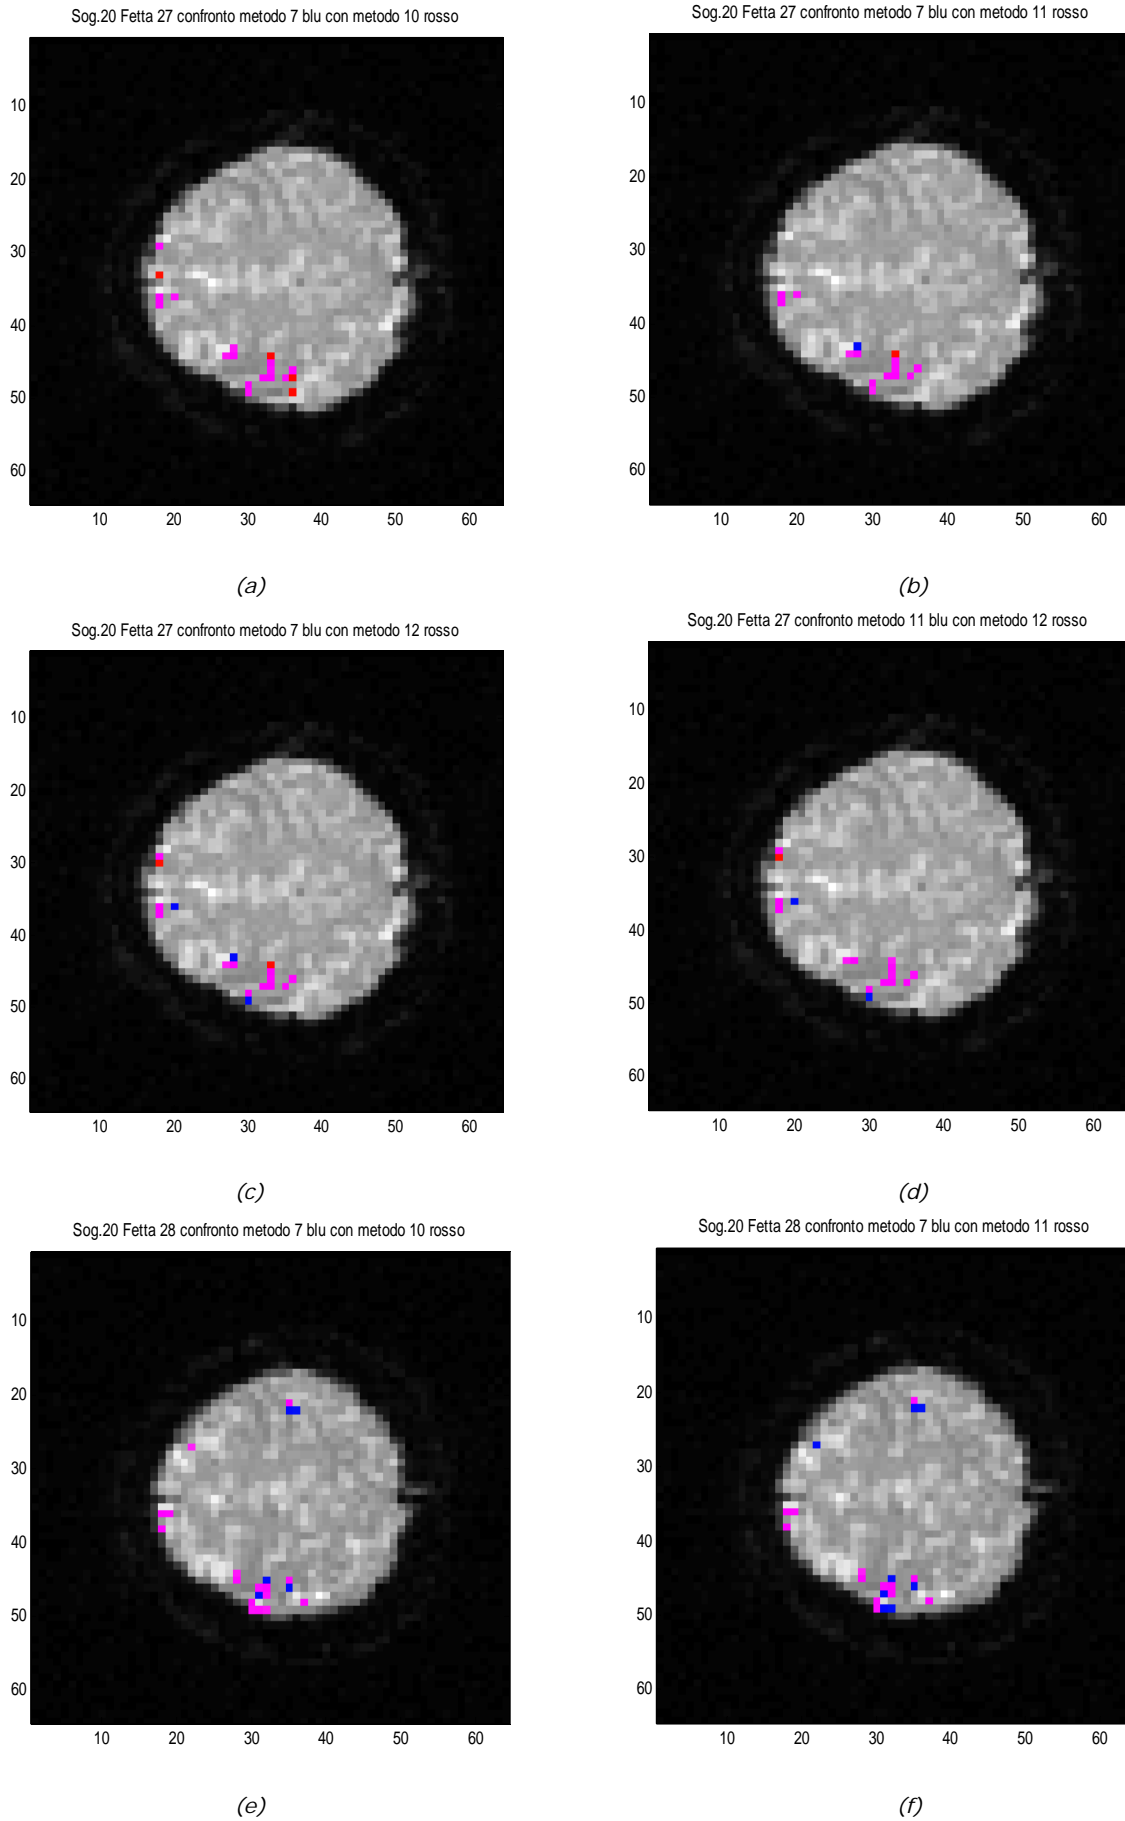 Sog.20 Fetta 27 confronto metodo 7 blu con metodo 10 rosso
10
20
30
40
50
60
10 20 30 40 50 60
(a)
Sog.20 Fetta 27 confronto metodo 7 blu con metodo 11 rosso
10
20
30
40
50
60
10 20 30 40 50 60
(b)
Sog.20 Fetta 27 confronto metodo 7 blu con metodo 12 rosso
10
20
30
40
50
60
10 20 30 40 50 60
(c)
Sog.20 Fetta 27 confronto metodo 11 blu con metodo 12 rosso
10
20
30
40
50
60
10 20 30 40 50 60
(d)
Sog.20 Fetta 28 confronto metodo 7 blu con metodo 10 rosso
10
20
30
40
50
60
10 20 30 40 50 60
(e)
Sog.20 Fetta 28 confronto metodo 7 blu con metodo 11 rosso
10
20
30
40
50
60
10 20 30 40 50 60
(f)